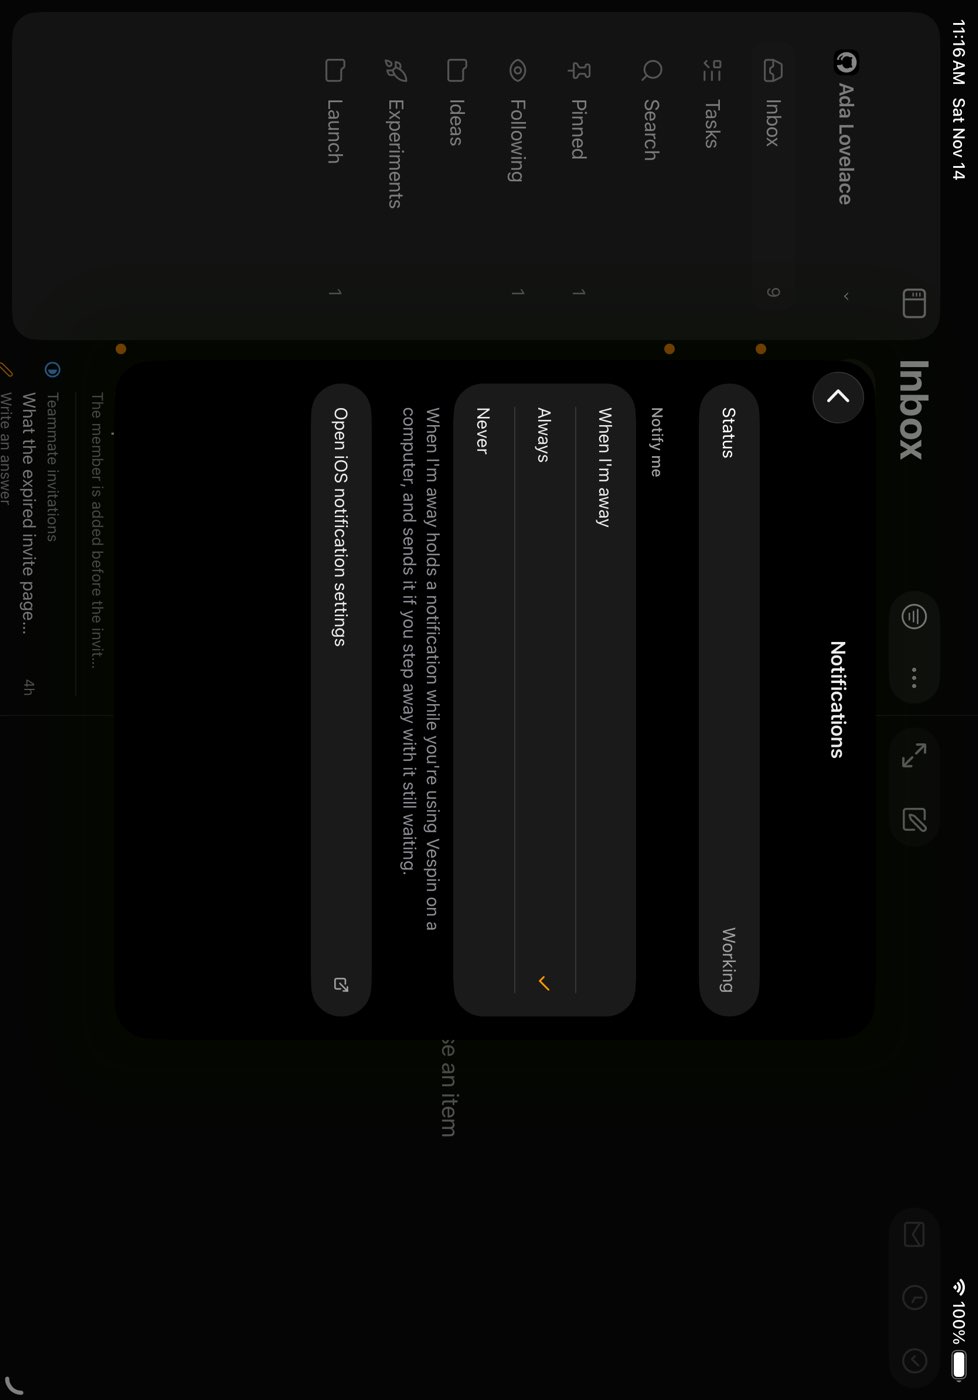 11:16 AM Sat Nov 14
100%
Inbox
Ada Lovelace
Inbox 9
Tasks
Search
Pinned 1
Following 1
Ideas
Experiments
Launch 1
Notifications
Status Working
Notify me
When I'm away
Always
Never
When I'm away holds a notification while you're using Vespin on a
computer, and sends it if you step away with it still waiting.
Open iOS notification settings
an item
The member is added before the invit...
Teammate invitations
What the expired invite page... 4h
Write an answer